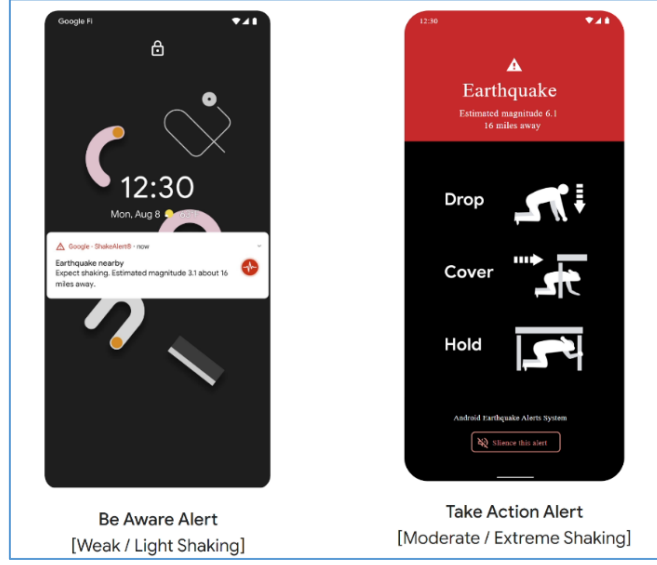 Google Fi
12:30
Mon, Aug 8
Google · ShakeAlert® · now
Earthquake nearby
Expect shaking. Estimated magnitude 3.1 about 16
miles away.
Be Aware Alert
[Weak / Light Shaking]
12:30
Earthquake
Estimated magnitude 6.1
16 miles away
Drop
Cover
Hold
Android Earthquake Alerts System
Slience this alert
Take Action Alert
[Moderate / Extreme Shaking]